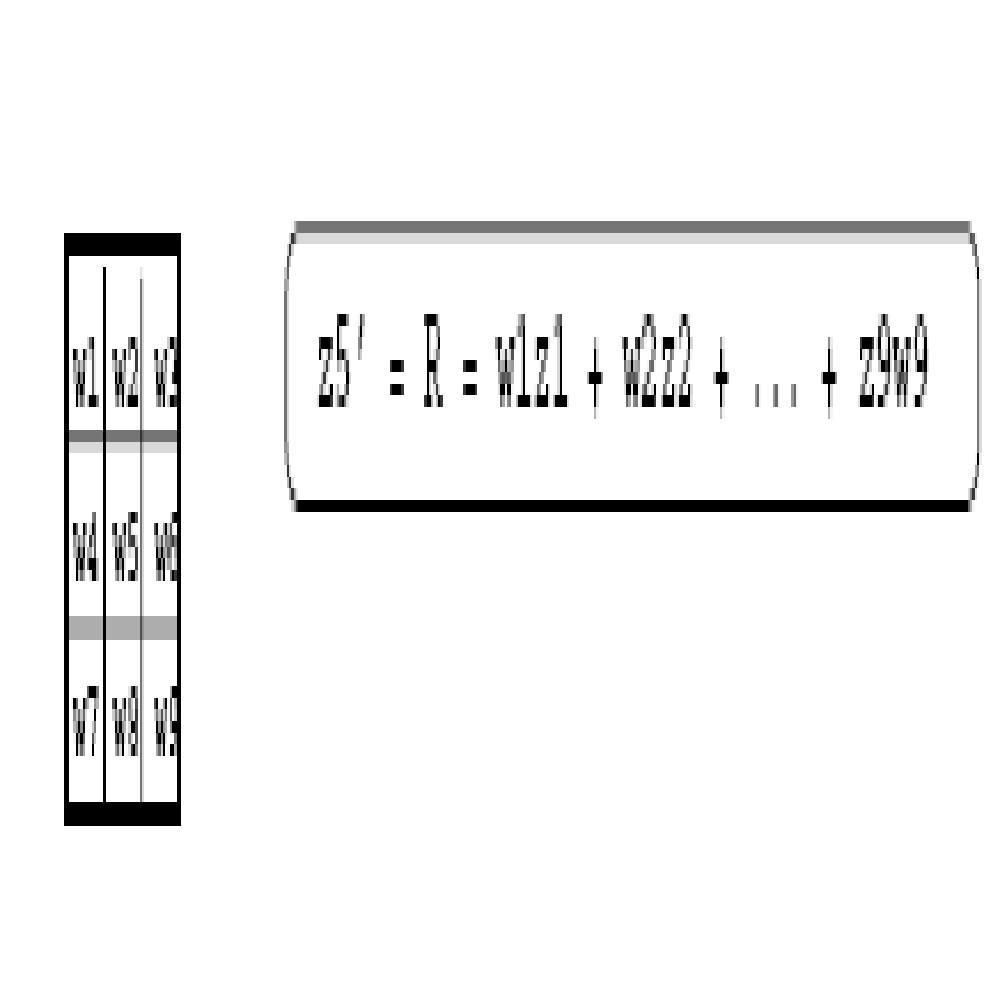 w1 w2 w3
z5' = R = w1z1 + w2z2 + ... + z9w9
w4 w5 w6
w7 w8 w9